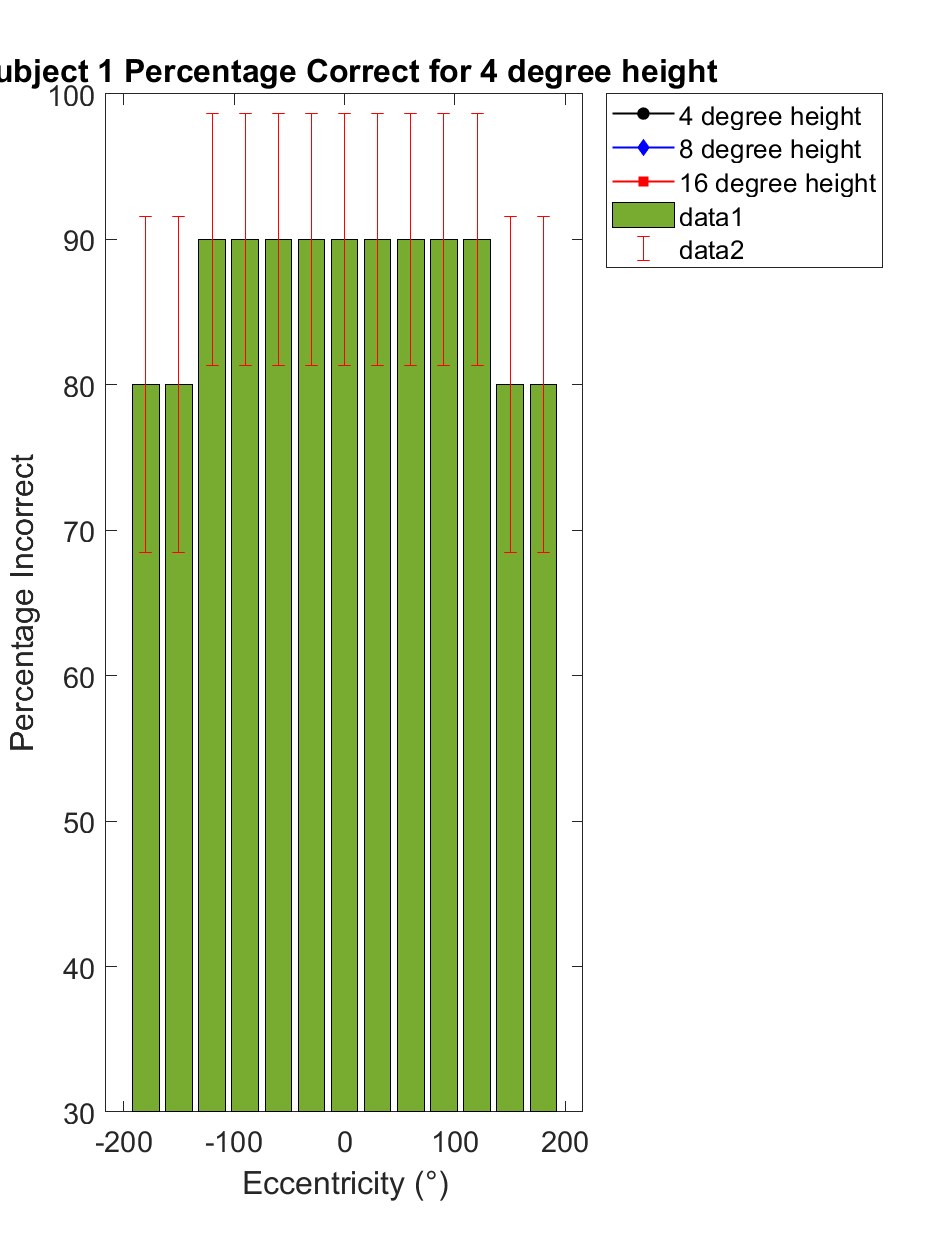 ubject 1 Percentage Correct for 4 degree height
100
90
80
70
60
50
40
30
Percentage Incorrect
-200 -100 0 100 200
Eccentricity (°)
4 degree height
8 degree height
16 degree height
data1
data2